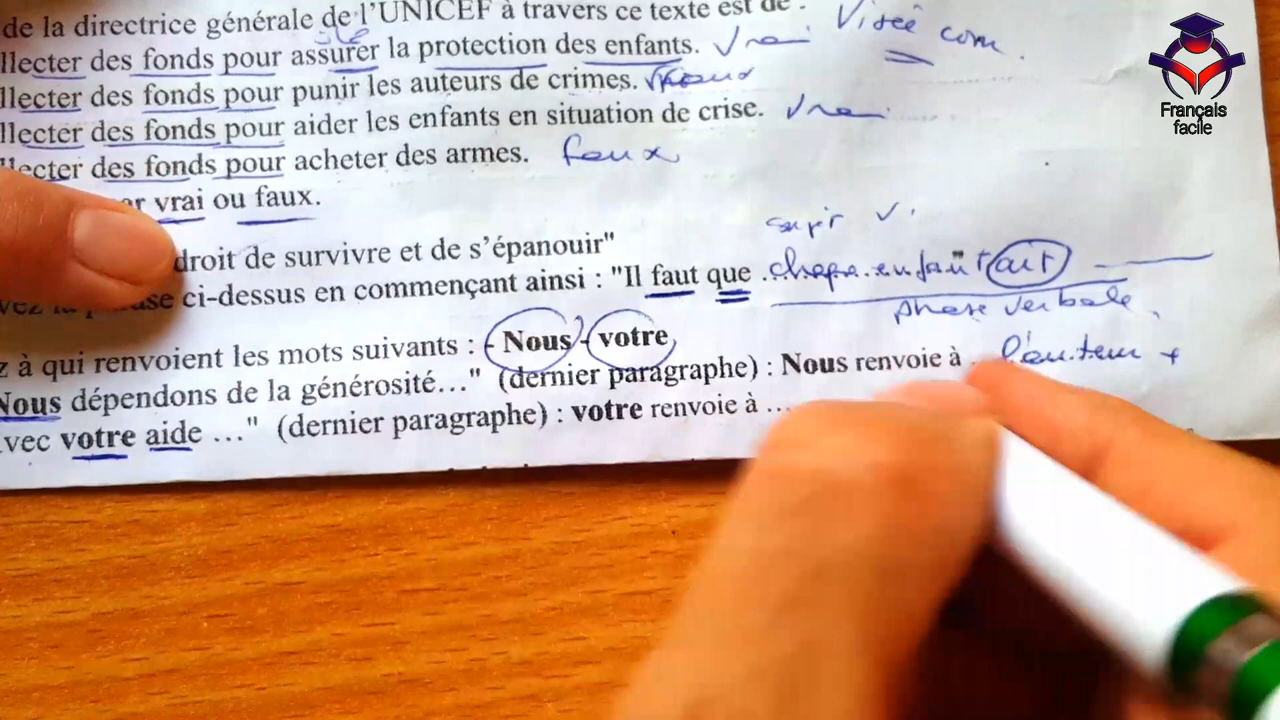 de la directrice générale de l'UNICEF à travers ce texte est de : Visée com
llecter des fonds pour assurer la protection des enfants. Vrai
llecter des fonds pour punir les auteurs de crimes.
llecter des fonds pour aider les enfants en situation de crise. Vrai
llecter des fonds pour acheter des armes. faux
er vrai ou faux.
droit de survivre et de s'épanouir"
ci-dessus en commençant ainsi : "Il faut que enfant ait
phrase verbale
z à qui renvoient les mots suivants : - Nous - votre
Nous dépendons de la générosité…" (dernier paragraphe) : Nous renvoie à l'auteur +
vec votre aide …" (dernier paragraphe) : votre renvoie à …
Français
facile